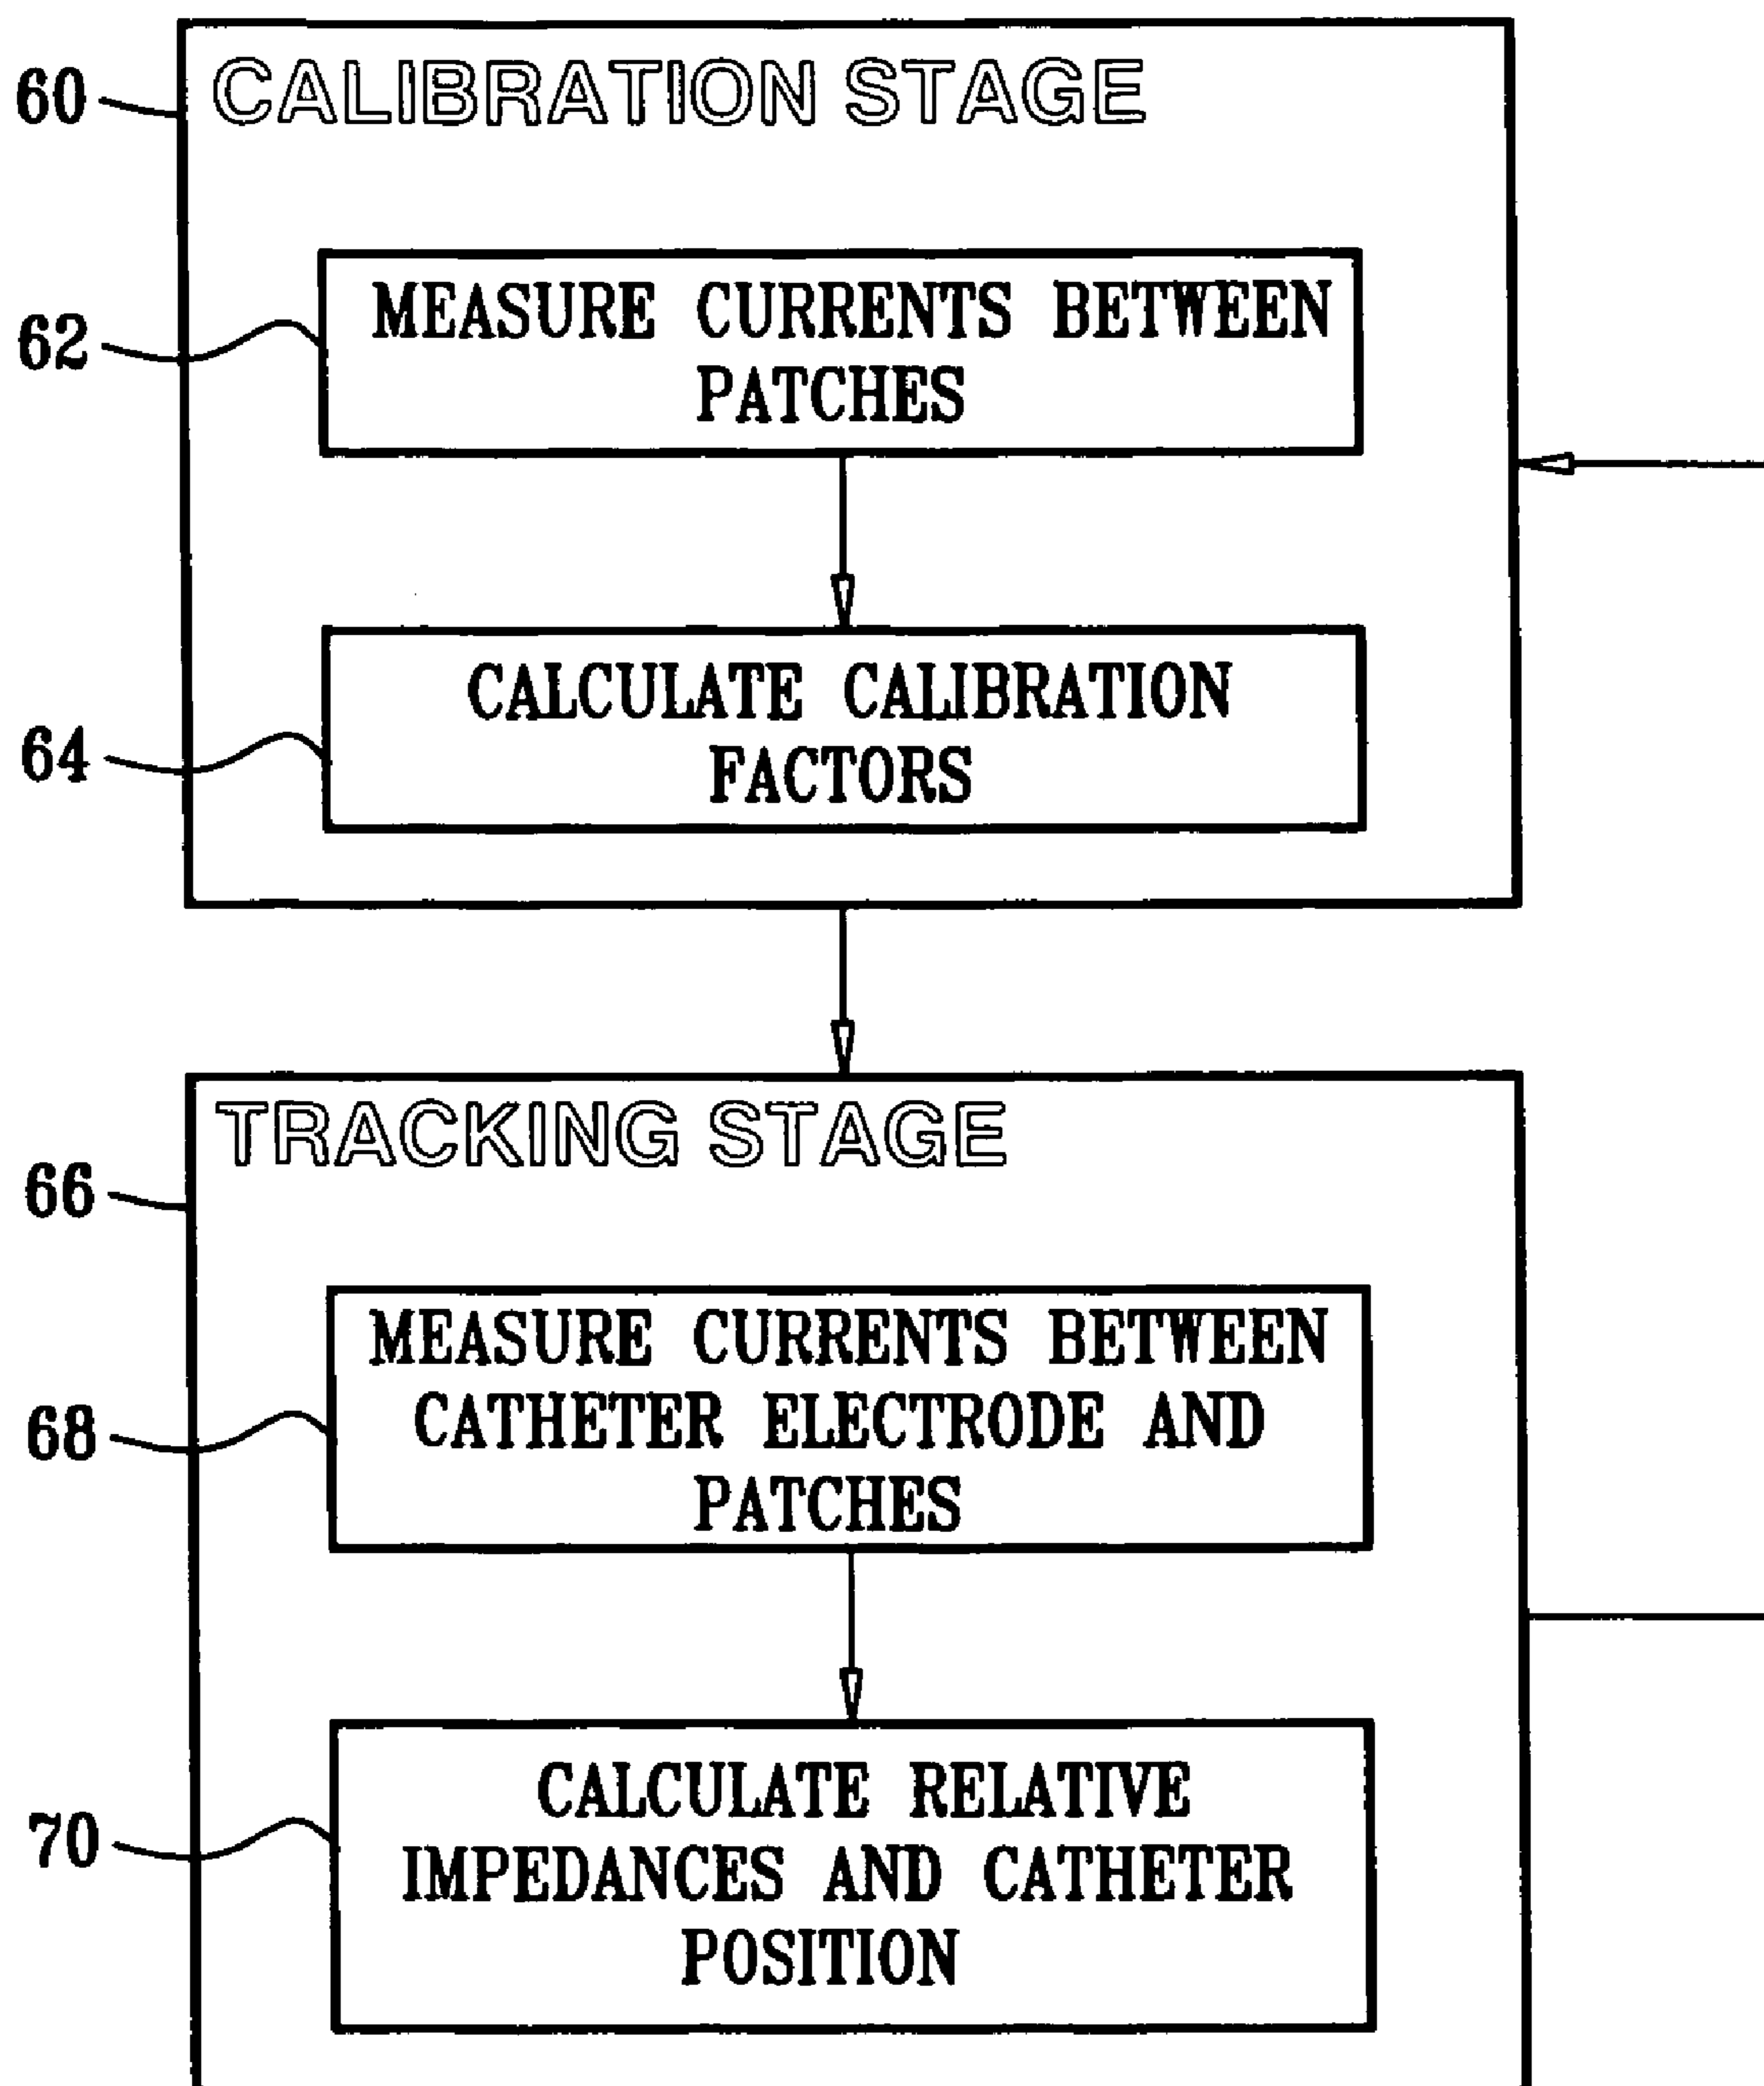 60
CALIBRATION STAGE
62
MEASURE CURRENTS BETWEEN
PATCHES
64
CALCULATE CALIBRATION
FACTORS
66
TRACKING STAGE
68
MEASURE CURRENTS BETWEEN
CATHETER ELECTRODE AND
PATCHES
70
CALCULATE RELATIVE
IMPEDANCES AND CATHETER
POSITION